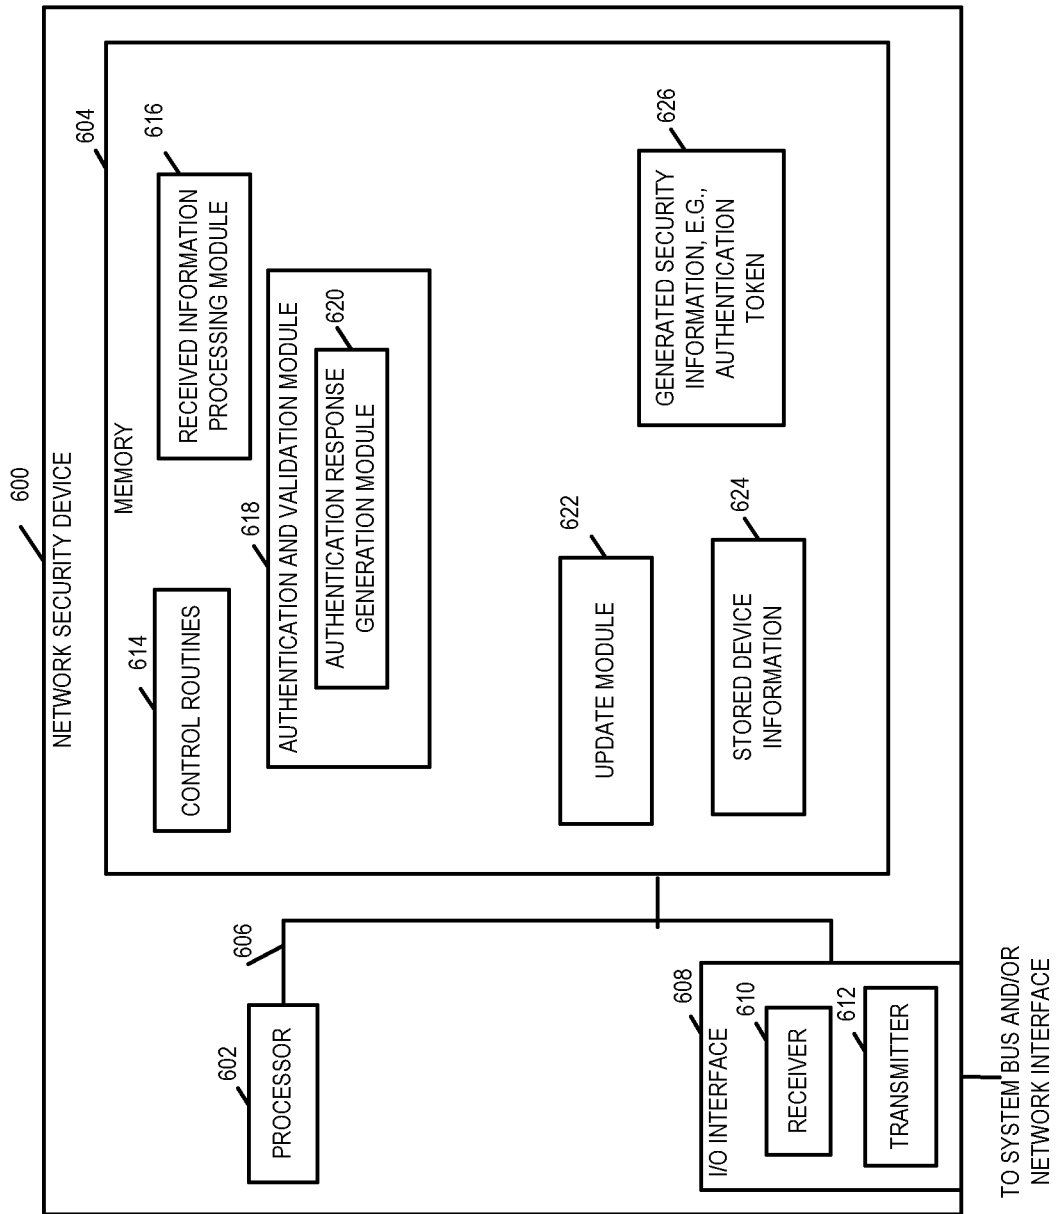 600
NETWORK SECURITY DEVICE
602
PROCESSOR
606
608
I/O INTERFACE
610
RECEIVER
612
TRANSMITTER
TO SYSTEM BUS AND/OR
NETWORK INTERFACE
604
MEMORY
614
CONTROL ROUTINES
616
RECEIVED INFORMATION
PROCESSING MODULE
618
AUTHENTICATION AND VALIDATION MODULE
620
AUTHENTICATION RESPONSE
GENERATION MODULE
622
UPDATE MODULE
624
STORED DEVICE
INFORMATION
626
GENERATED SECURITY
INFORMATION, E.G.,
AUTHENTICATION
TOKEN